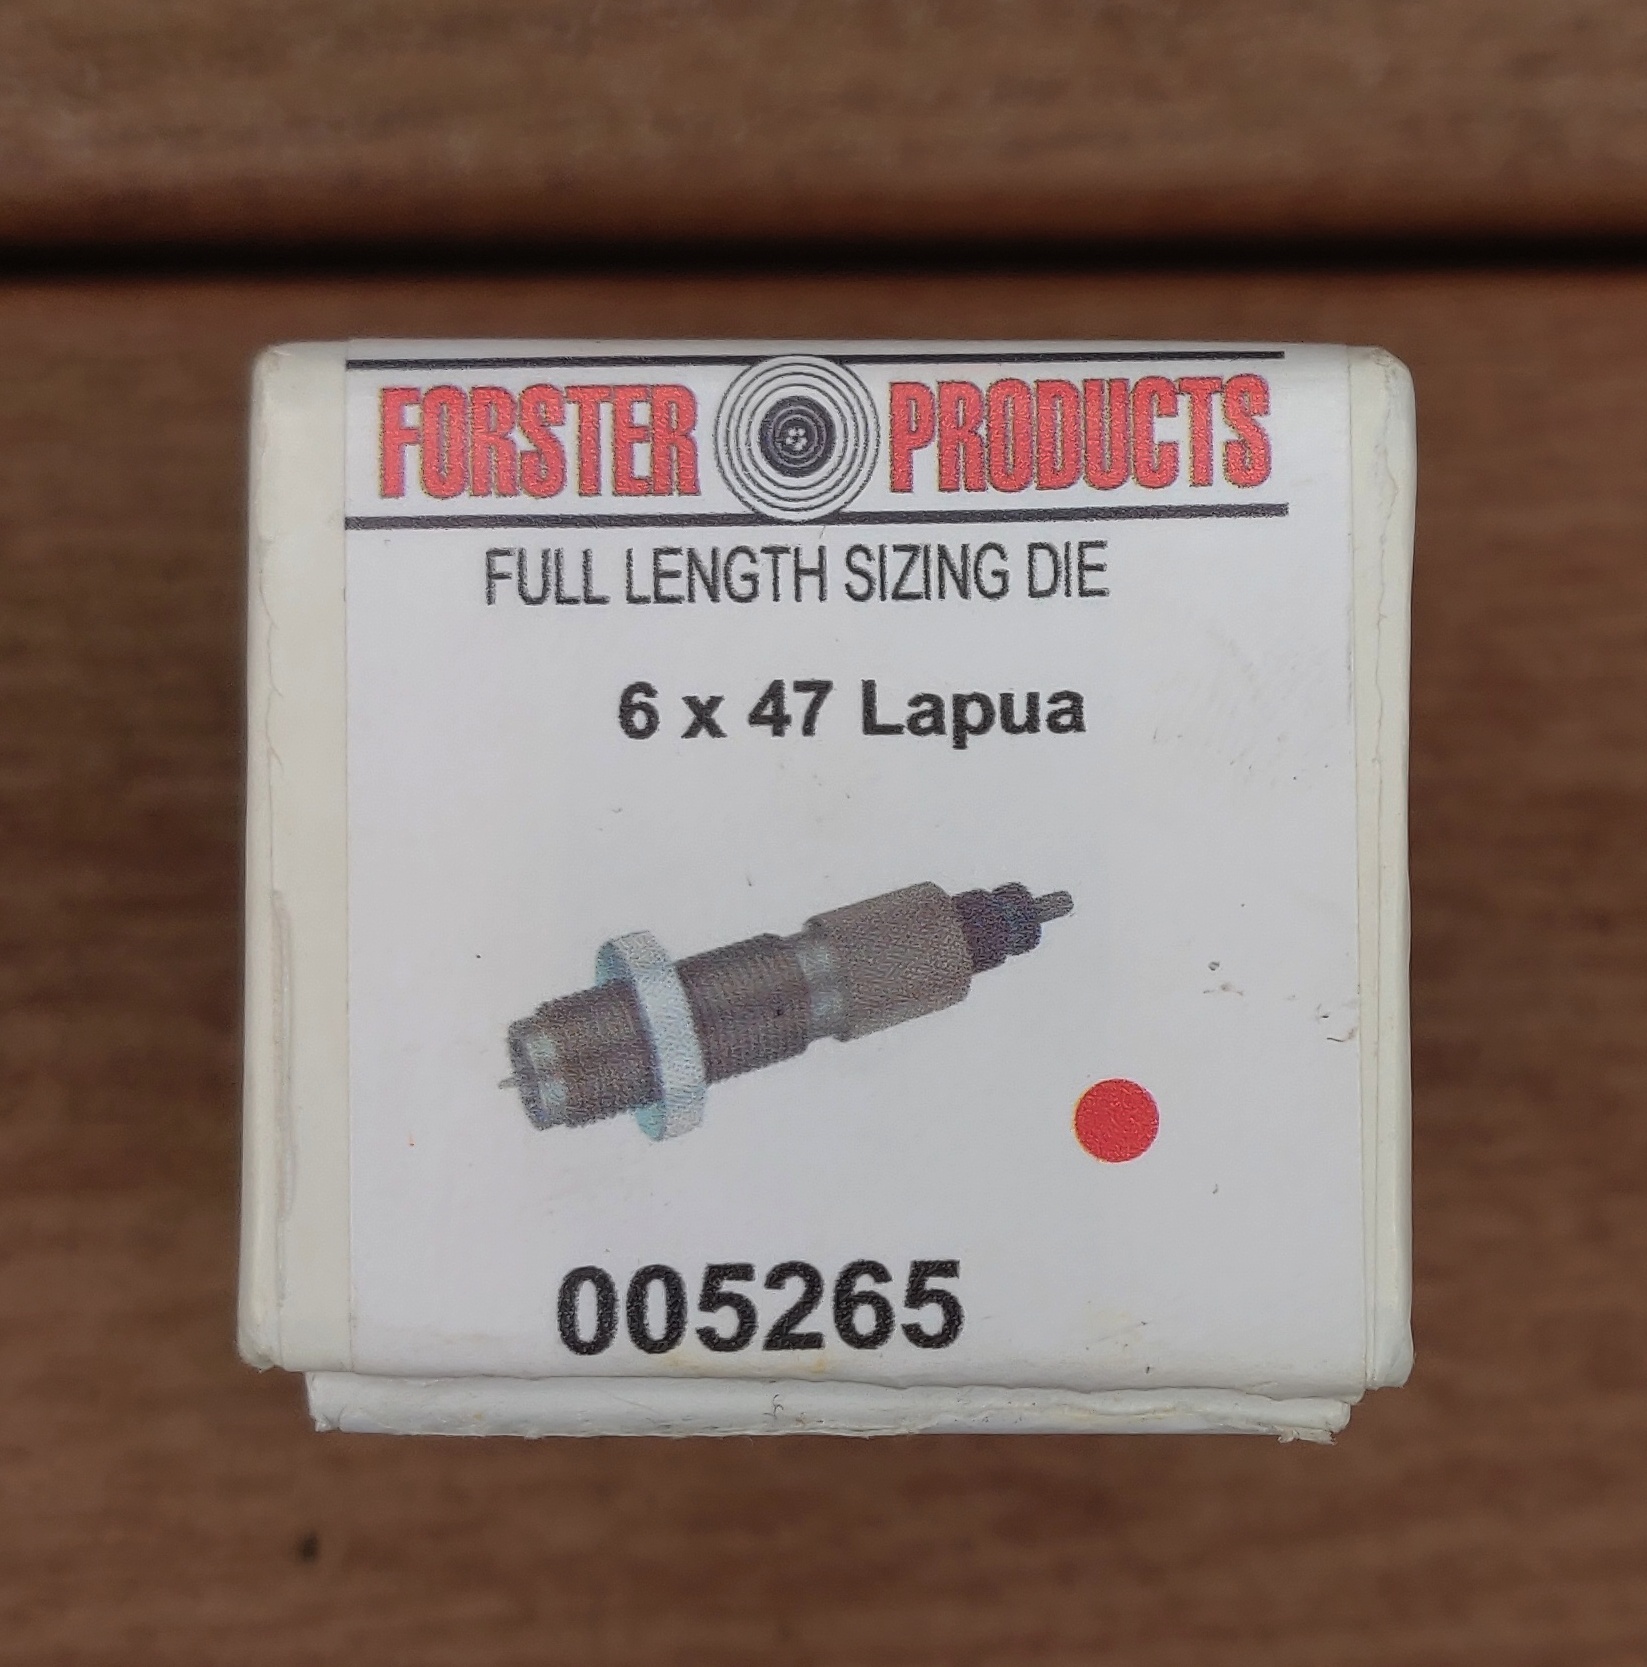 FORSTER PRODUCTS
FULL LENGTH SIZING DIE
6 x 47 Lapua
005265